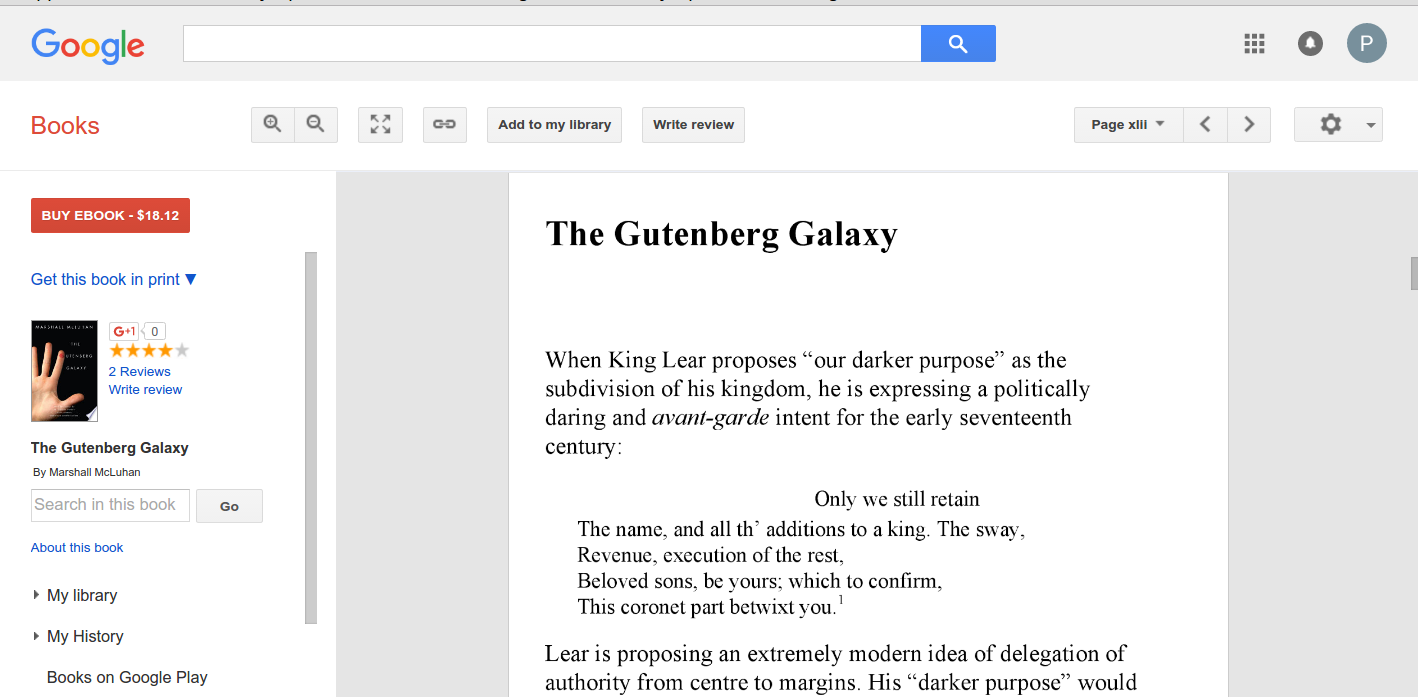 Google
P
Books
Add to my library
Write review
Page xlii
BUY EBOOK - $18.12
Get this book in print ▼
MARSHALL MCLUHAN
THE
GUTENBERG
GALAXY
G+1 0
2 Reviews
Write review
The Gutenberg Galaxy
By Marshall McLuhan
Search in this book
Go
About this book
My library
My History
Books on Google Play
The Gutenberg Galaxy
When King Lear proposes “our darker purpose” as the
subdivision of his kingdom, he is expressing a politically
daring and avant-garde intent for the early seventeenth
century:
Only we still retain
The name, and all th’ additions to a king. The sway,
Revenue, execution of the rest,
Beloved sons, be yours; which to confirm,
This coronet part betwixt you.1
Lear is proposing an extremely modern idea of delegation of
authority from centre to margins. His “darker purpose” would